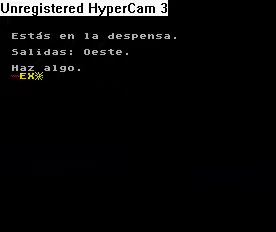 Unregistered HyperCam 3
Estás en la despensa.
Salidas: Oeste.
Haz algo.
EX